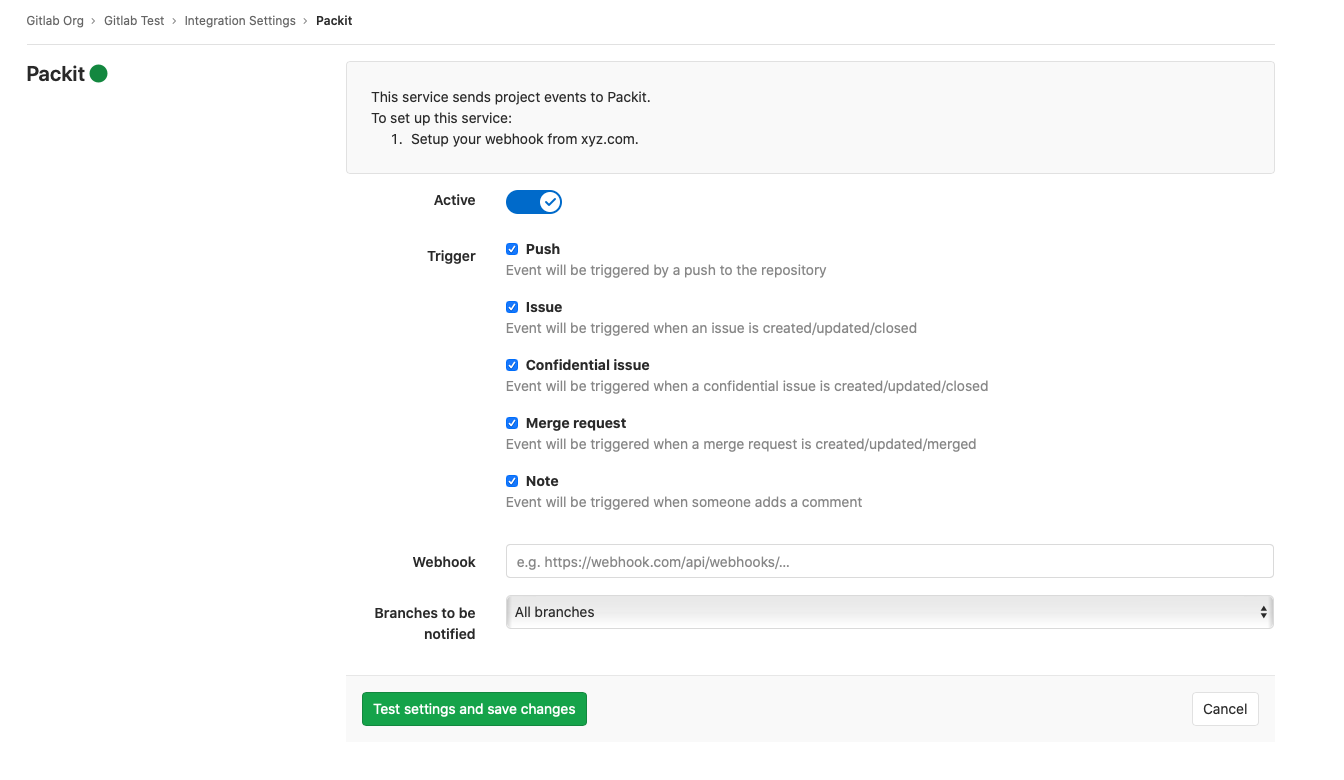 Gitlab Org › Gitlab Test › Integration Settings › Packit
Packit
This service sends project events to Packit.
To set up this service:
1. Setup your webhook from xyz.com.
Active
Trigger
Push
Event will be triggered by a push to the repository
Issue
Event will be triggered when an issue is created/updated/closed
Confidential issue
Event will be triggered when a confidential issue is created/updated/closed
Merge request
Event will be triggered when a merge request is created/updated/merged
Note
Event will be triggered when someone adds a comment
Webhook
e.g. https://webhook.com/api/webhooks/…
Branches to be
notified
All branches
Test settings and save changes
Cancel